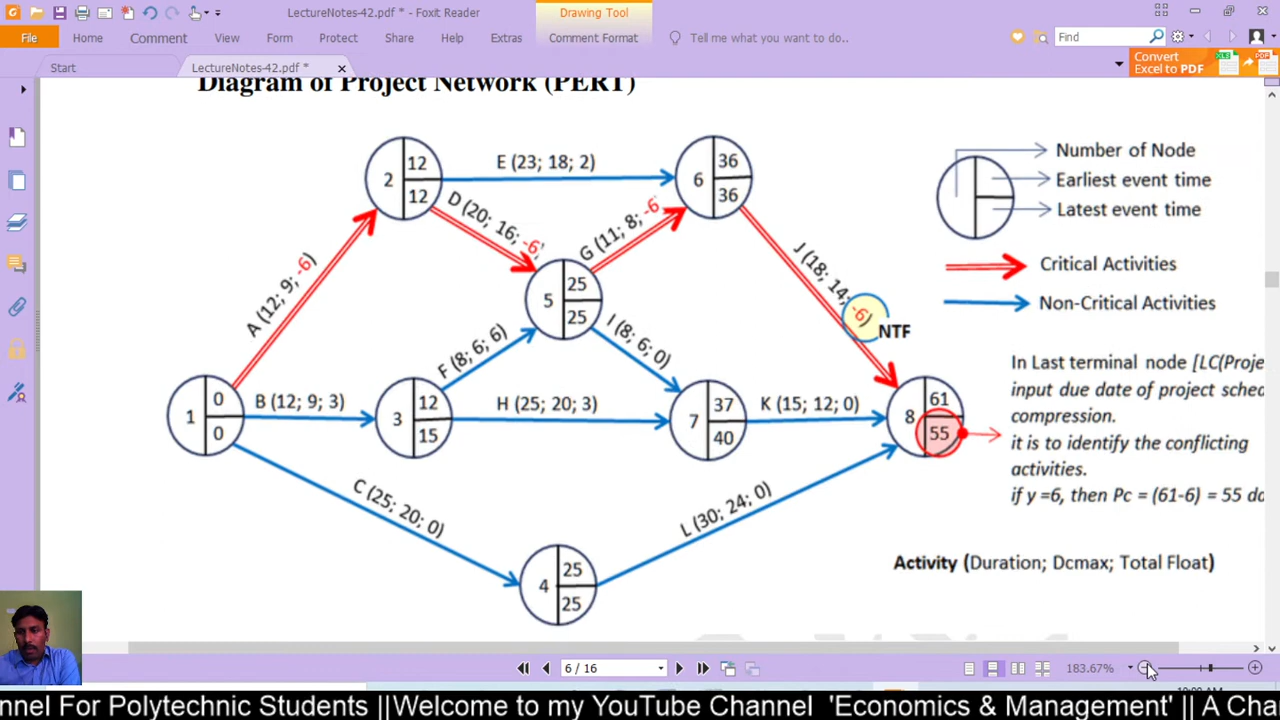 LectureNotes-42.pdf * - Foxit Reader
Drawing Tool
File
Home
Comment
View
Form
Protect
Share
Help
Extras
Comment Format
Tell me what you want to do..
Find
Start
LectureNotes-42.pdf *
Convert
Excel to PDF
Diagram of Project Network (PERT)
E (23; 18; 2)
2
12
12
6
36
36
D (20; 16; -6)
G (11; 8; -6)
A (12; 9; -6)
J (18; 14; -6)
NTF
5
25
25
F (8; 6; 6)
I (8; 6; 0)
1
0
0
B (12; 9; 3)
3
12
15
H (25; 20; 3)
7
37
40
K (15; 12; 0)
8
61
55
C (25; 20; 0)
L (30; 24; 0)
4
25
25
Number of Node
Earliest event time
Latest event time
Critical Activities
Non-Critical Activities
In Last terminal node [LC(Proje
input due date of project sched
compression.
it is to identify the conflicting
activities.
if y =6, then Pc = (61-6) = 55 da
Activity (Duration; Dcmax; Total Float)
6 / 16
183.67%
nnel For Polytechnic Students ||Welcome to my YouTube Channel 'Economics & Management' || A Cha